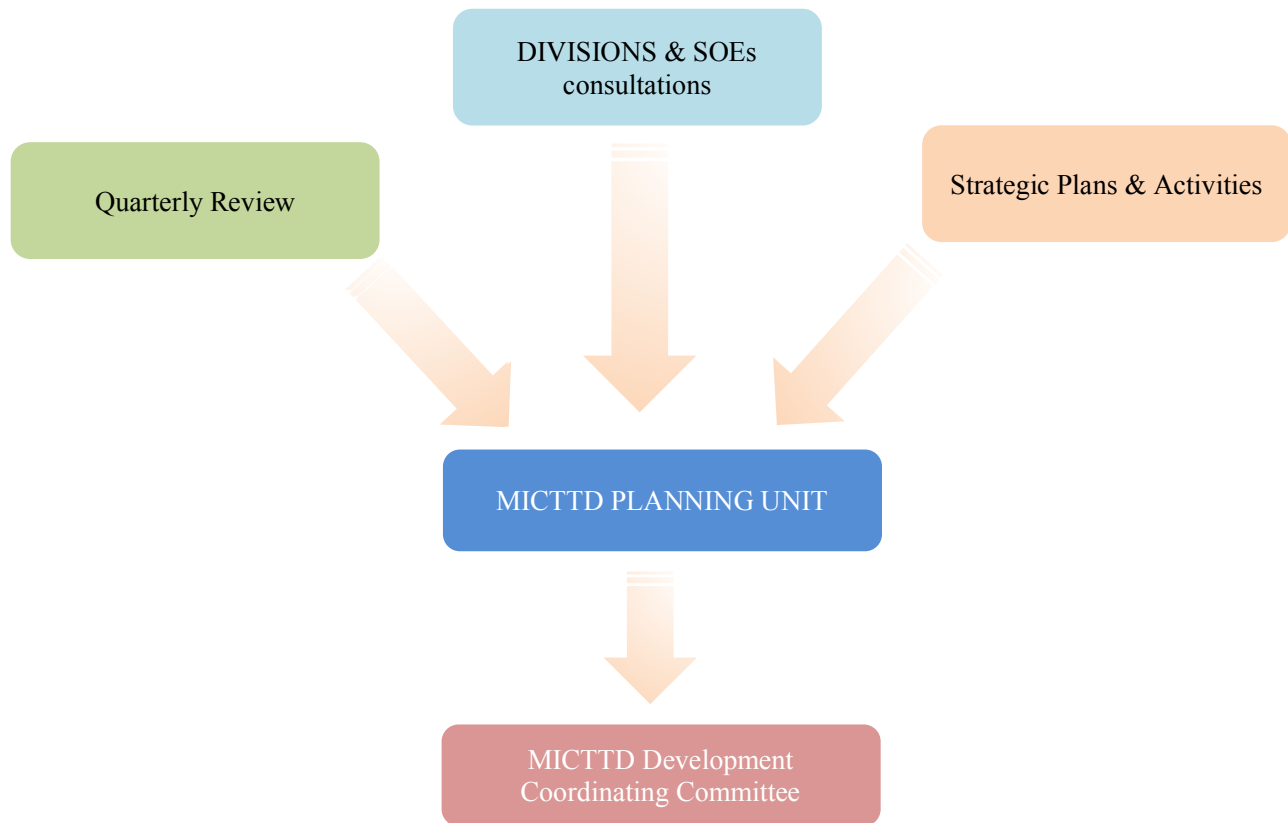 DIVISIONS & SOEs
consultations
Quarterly Review
Strategic Plans & Activities
MICTTD PLANNING UNIT
MICTTD Development
Coordinating Committee